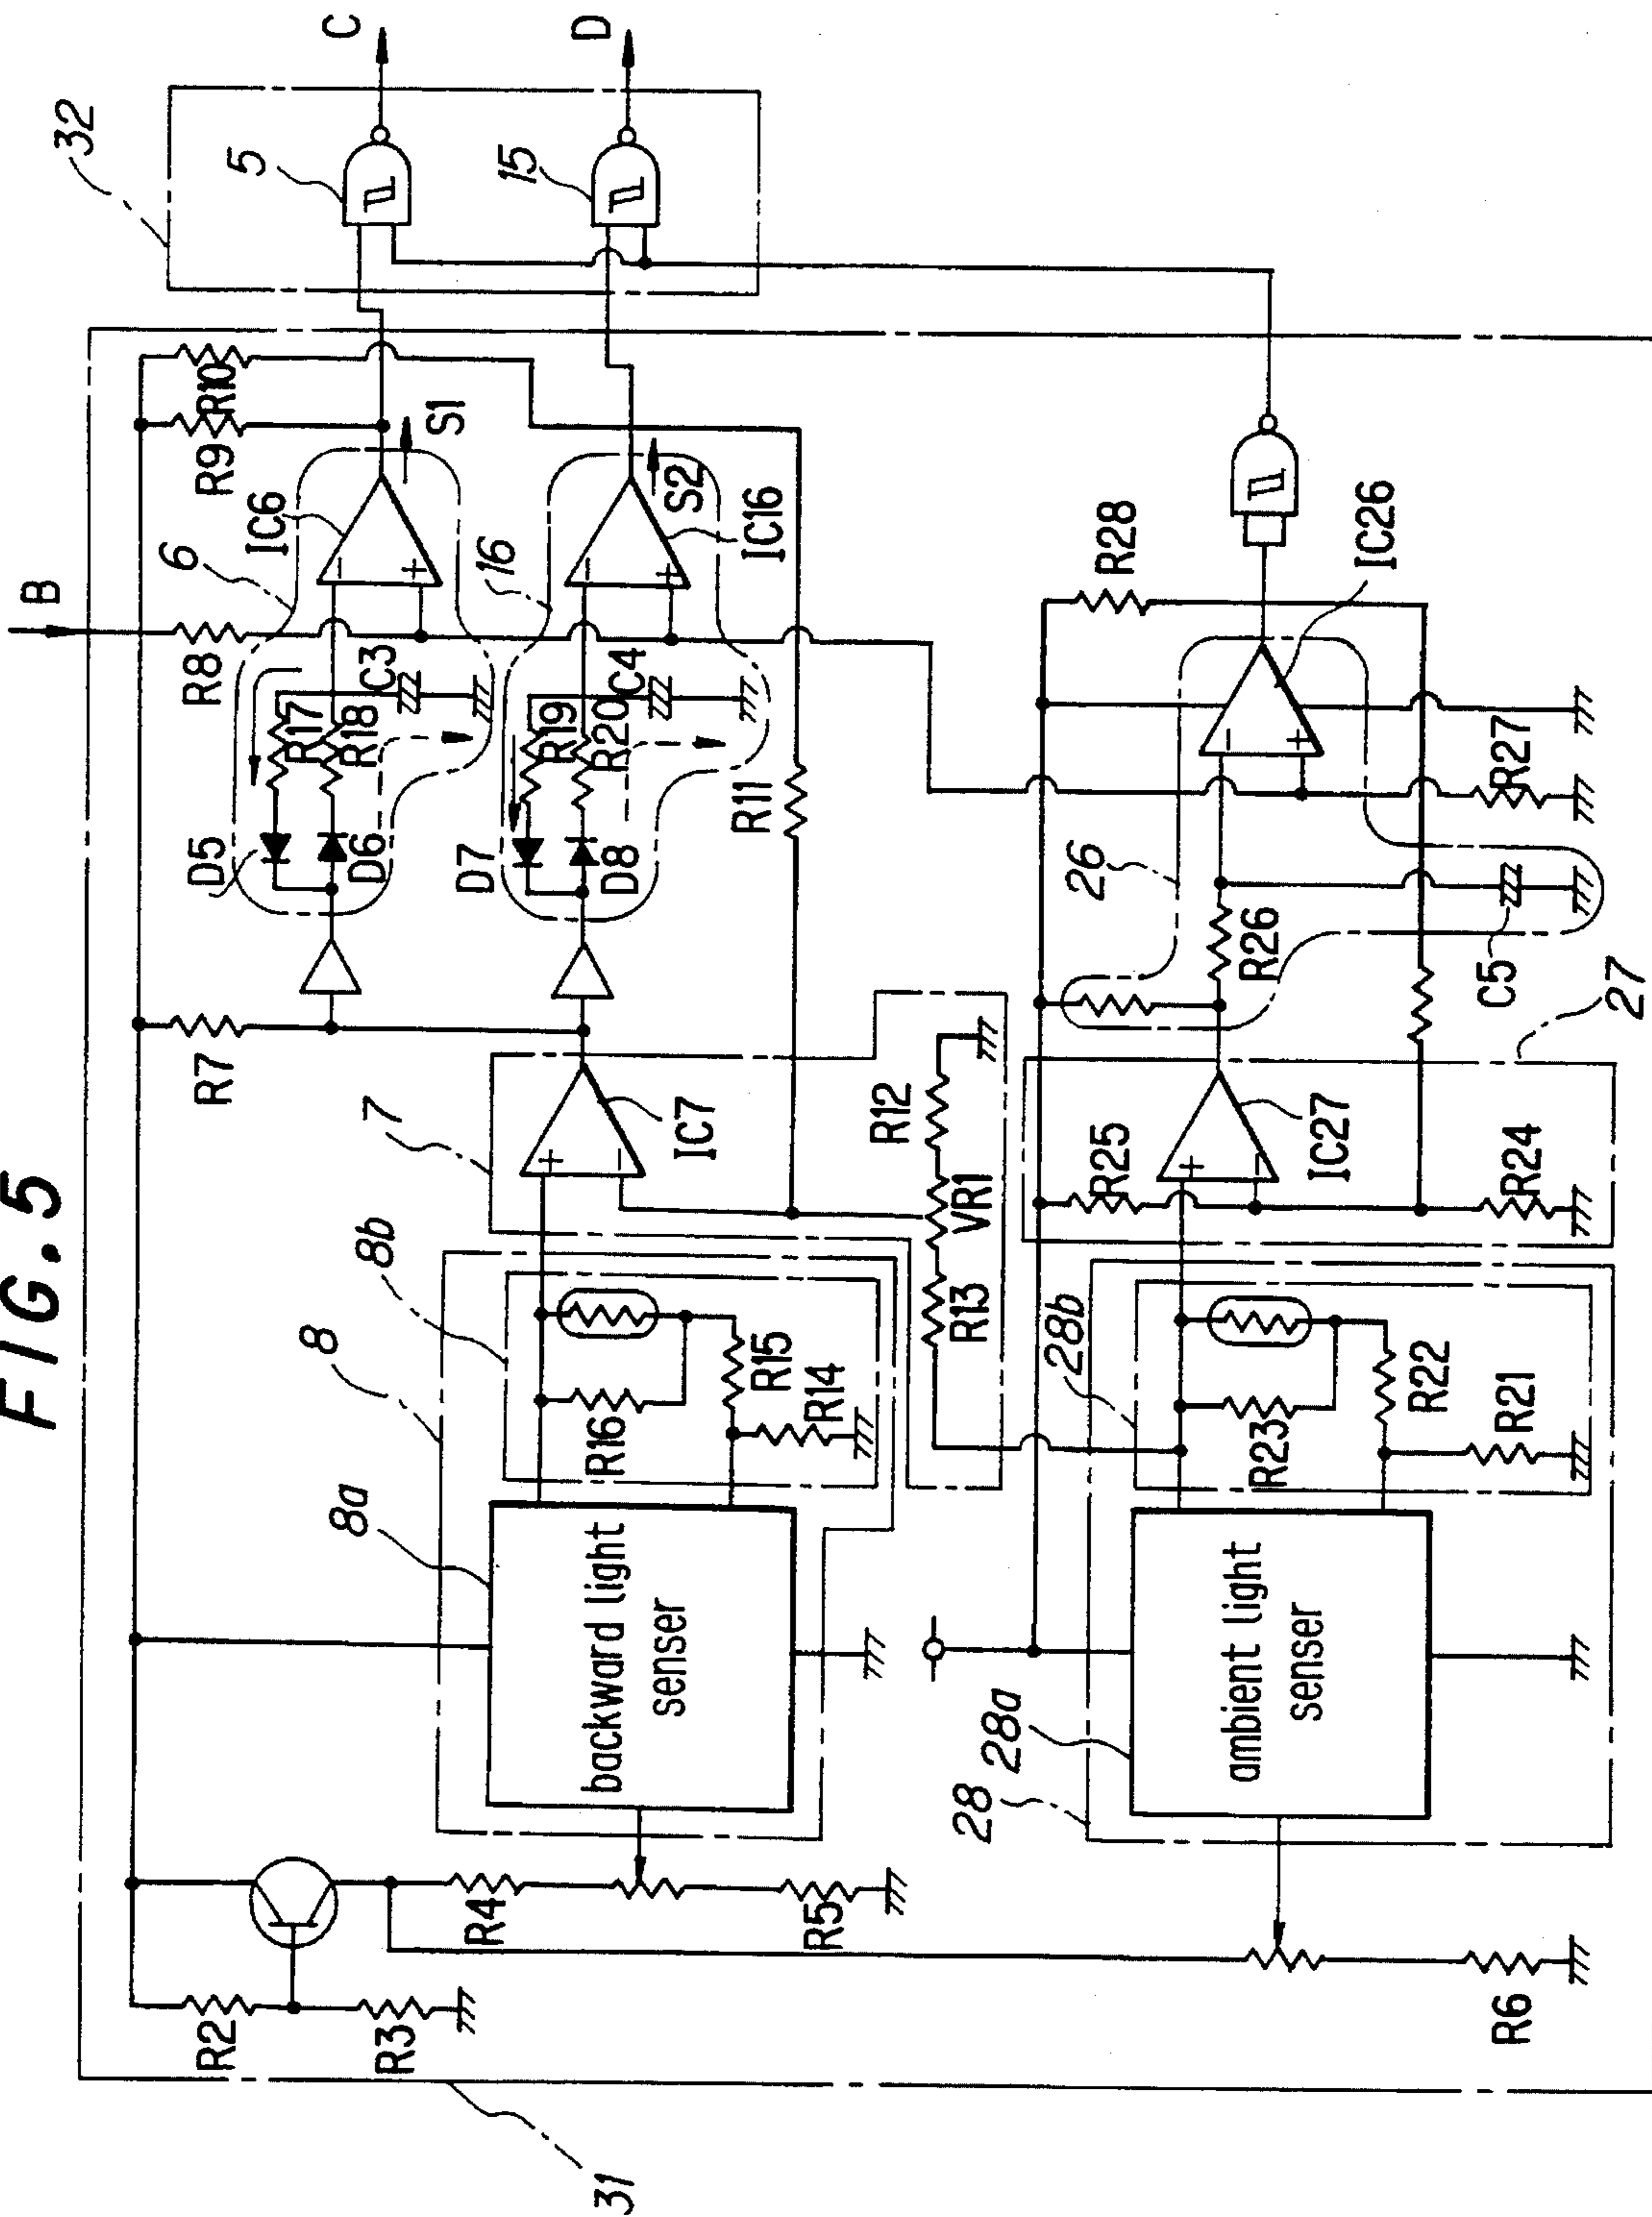 FIG. 5
32
C
D
5
15
B
R10
R9
S1
IC6
6
R8
C3
R17
R18
D5
D6
S2
IC16
16
C4
R19
R20
D7
D8
R11
R7
7
IC7
8b
8
R12
VR1
R13
R15
R14
R16
8a
backward light
senser
R28
IC26
26
R27
R26
C5
27
R25
IC27
R24
28b
R22
R21
R23
28a
28
ambient light
senser
R4
R5
R2
R3
R6
31
+
−
+
−
+
−
+
−
+
−